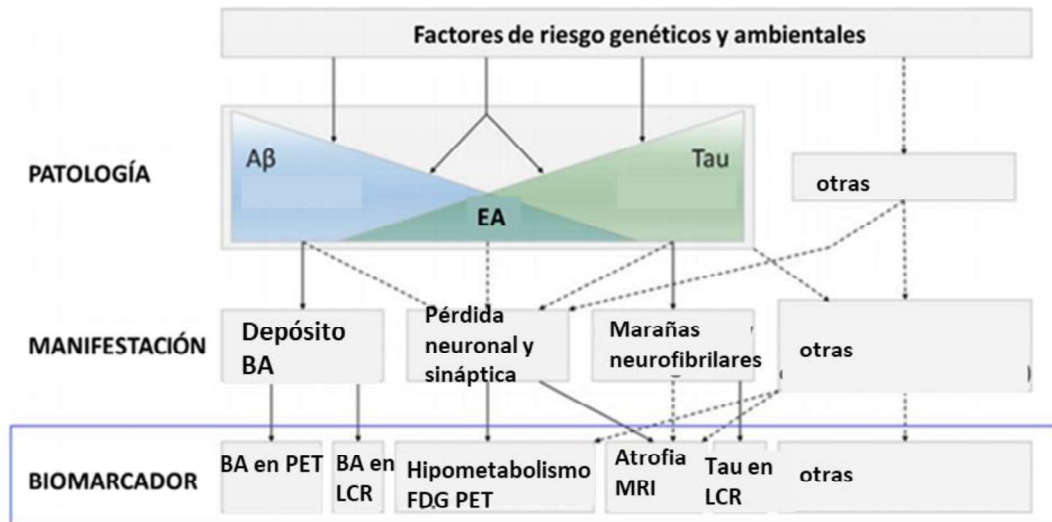 Factores de riesgo genéticos y ambientales
PATOLOGÍA
Aβ
Tau
EA
otras
MANIFESTACIÓN
Depósito
BA
Pérdida
neuronal y
sináptica
Marañas
neurofibrilares
otras
BIOMARCADOR
BA en PET
BA en
LCR
Hipometabolismo
FDG PET
Atrofia
MRI
Tau en
LCR
otras